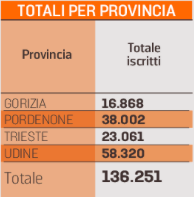 TOTALI PER PROVINCIA
Provincia Totale
iscritti
GORIZIA 16.868
PORDENONE 38.002
TRIESTE 23.061
UDINE 58.320
Totale 136.251